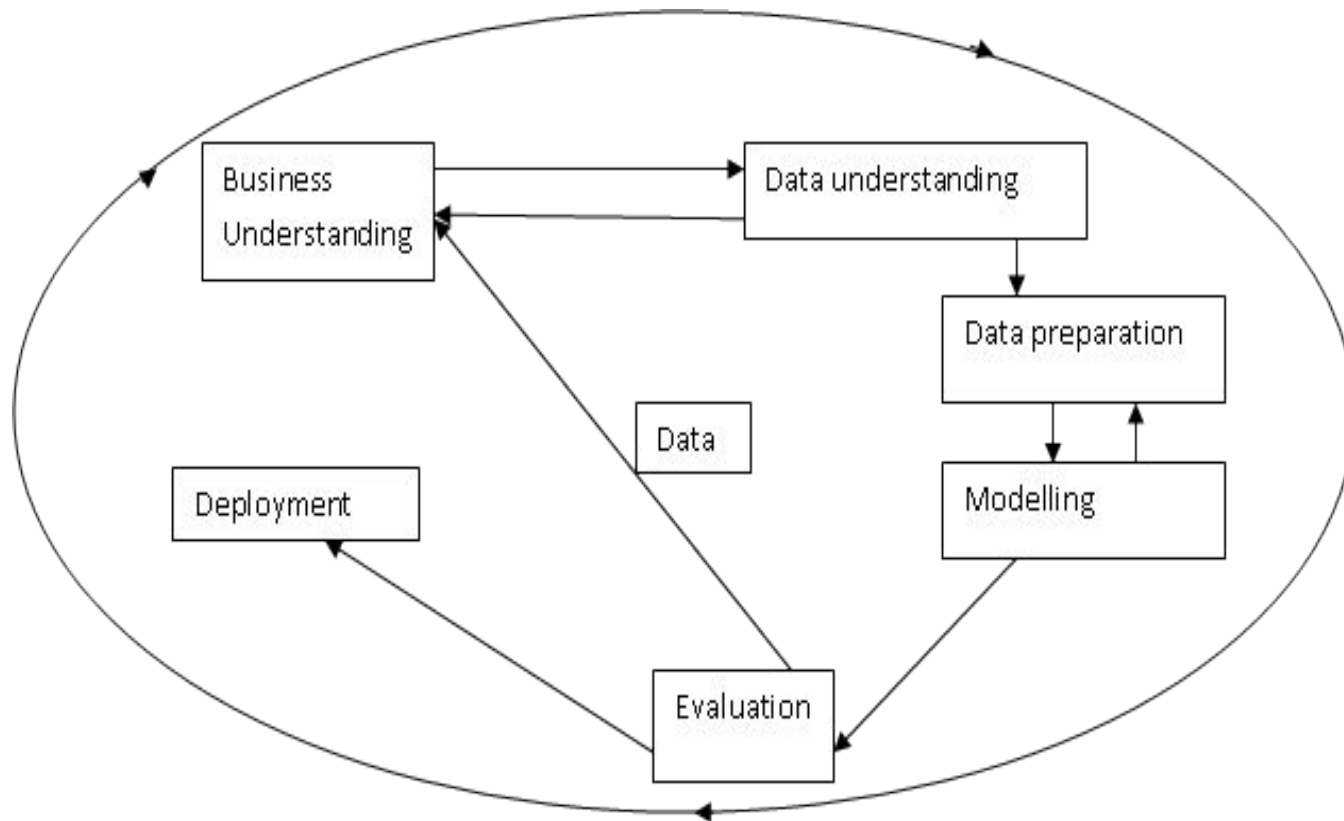 Business
Understanding
Data understanding
Data preparation
Data
Modelling
Deployment
Evaluation